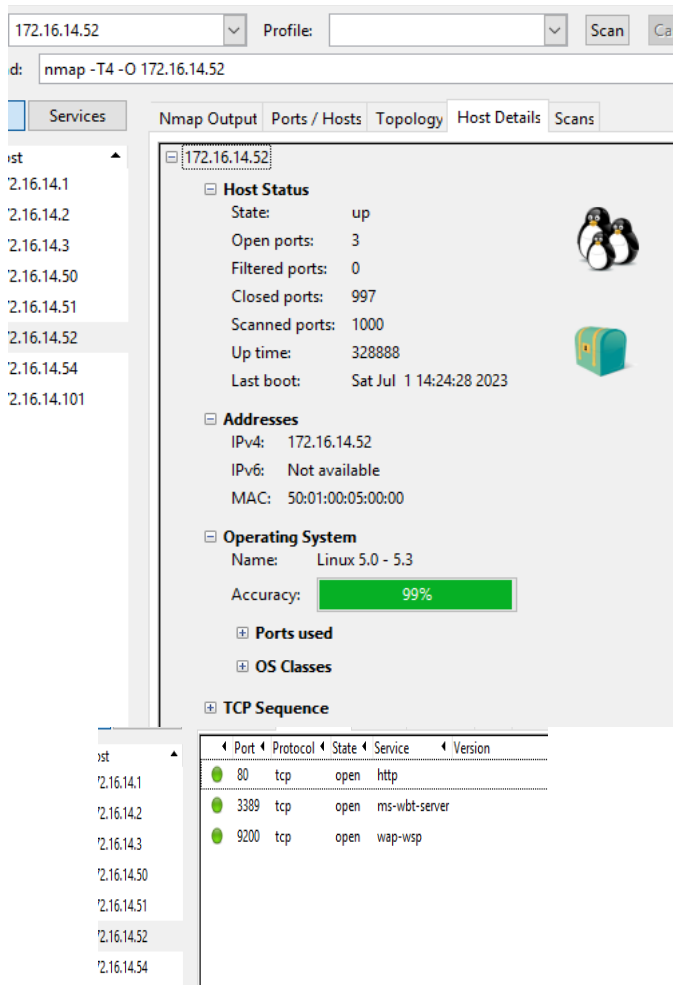 172.16.14.52 Profile: Scan Ca
d: nmap -T4 -O 172.16.14.52
Services Nmap Output Ports / Hosts Topology Host Details Scans
ost
72.16.14.1
72.16.14.2
72.16.14.3
72.16.14.50
72.16.14.51
72.16.14.52
72.16.14.54
72.16.14.101
172.16.14.52
Host Status
State: up
Open ports: 3
Filtered ports: 0
Closed ports: 997
Scanned ports: 1000
Up time: 328888
Last boot: Sat Jul 1 14:24:28 2023
Addresses
IPv4: 172.16.14.52
IPv6: Not available
MAC: 50:01:00:05:00:00
Operating System
Name: Linux 5.0 - 5.3
Accuracy: 99%
Ports used
OS Classes
TCP Sequence
ost
72.16.14.1
72.16.14.2
72.16.14.3
72.16.14.50
72.16.14.51
72.16.14.52
72.16.14.54
Port Protocol State Service Version
80 tcp open http
3389 tcp open ms-wbt-server
9200 tcp open wap-wsp